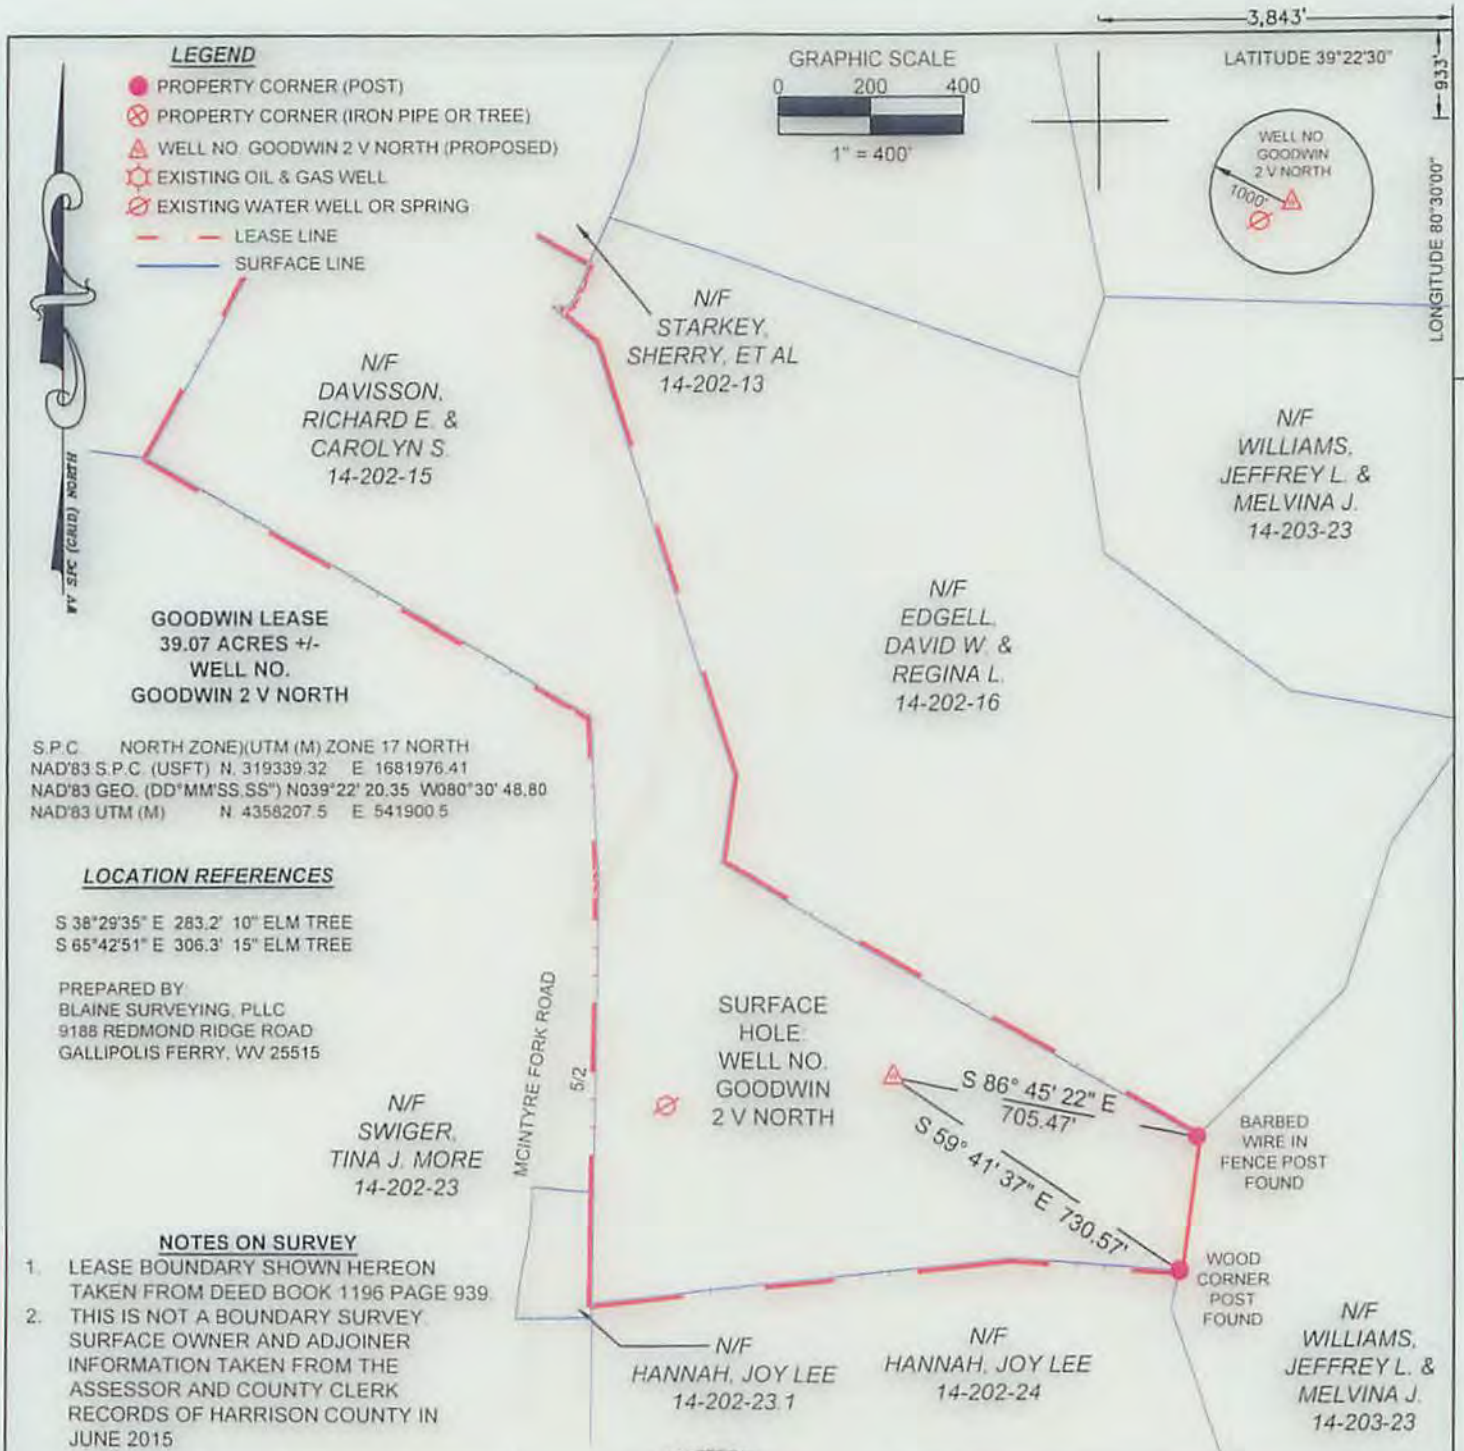 3,843'
LEGEND
PROPERTY CORNER (POST)
PROPERTY CORNER (IRON PIPE OR TREE)
WELL NO. GOODWIN 2 V NORTH (PROPOSED)
EXISTING OIL & GAS WELL
EXISTING WATER WELL OR SPRING
LEASE LINE
SURFACE LINE
GRAPHIC SCALE
0 200 400
1" = 400'
LATITUDE 39°22'30"
933'
LONGITUDE 80°30'00"
WELL NO.
GOODWIN
2 V NORTH
1000'
WV SPC (GRID) NORTH
N/F
STARKEY,
SHERRY, ET AL
14-202-13
N/F
DAVISSON,
RICHARD E. &
CAROLYN S.
14-202-15
N/F
WILLIAMS,
JEFFREY L. &
MELVINA J.
14-203-23
N/F
EDGELL,
DAVID W. &
REGINA L.
14-202-16
GOODWIN LEASE
39.07 ACRES +/-
WELL NO.
GOODWIN 2 V NORTH
S.P.C. NORTH ZONE)(UTM (M) ZONE 17 NORTH
NAD'83 S.P.C. (USFT) N. 319339.32 E. 1681976.41
NAD'83 GEO. (DD°MM'SS.SS") N039°22' 20.35 W080°30' 48.80
NAD'83 UTM (M) N. 4358207.5 E. 541900.5
LOCATION REFERENCES
S 38°29'35" E 283.2' 10" ELM TREE
S 65°42'51" E 306.3' 15" ELM TREE
PREPARED BY:
BLAINE SURVEYING, PLLC
9188 REDMOND RIDGE ROAD
GALLIPOLIS FERRY, WV 25515
MCINTYRE FORK ROAD
5/2
SURFACE
HOLE:
WELL NO.
GOODWIN
2 V NORTH
S 86° 45' 22" E
705.47'
S 59° 41' 37" E 730.57'
BARBED
WIRE IN
FENCE POST
FOUND
WOOD
CORNER
POST
FOUND
N/F
SWIGER,
TINA J. MORE
14-202-23
NOTES ON SURVEY
1. LEASE BOUNDARY SHOWN HEREON
TAKEN FROM DEED BOOK 1196 PAGE 939.
2. THIS IS NOT A BOUNDARY SURVEY.
SURFACE OWNER AND ADJOINER
INFORMATION TAKEN FROM THE
ASSESSOR AND COUNTY CLERK
RECORDS OF HARRISON COUNTY IN
JUNE 2015
N/F
HANNAH, JOY LEE
14-202-23.1
N/F
HANNAH, JOY LEE
14-202-24
N/F
WILLIAMS,
JEFFREY L. &
MELVINA J.
14-203-23